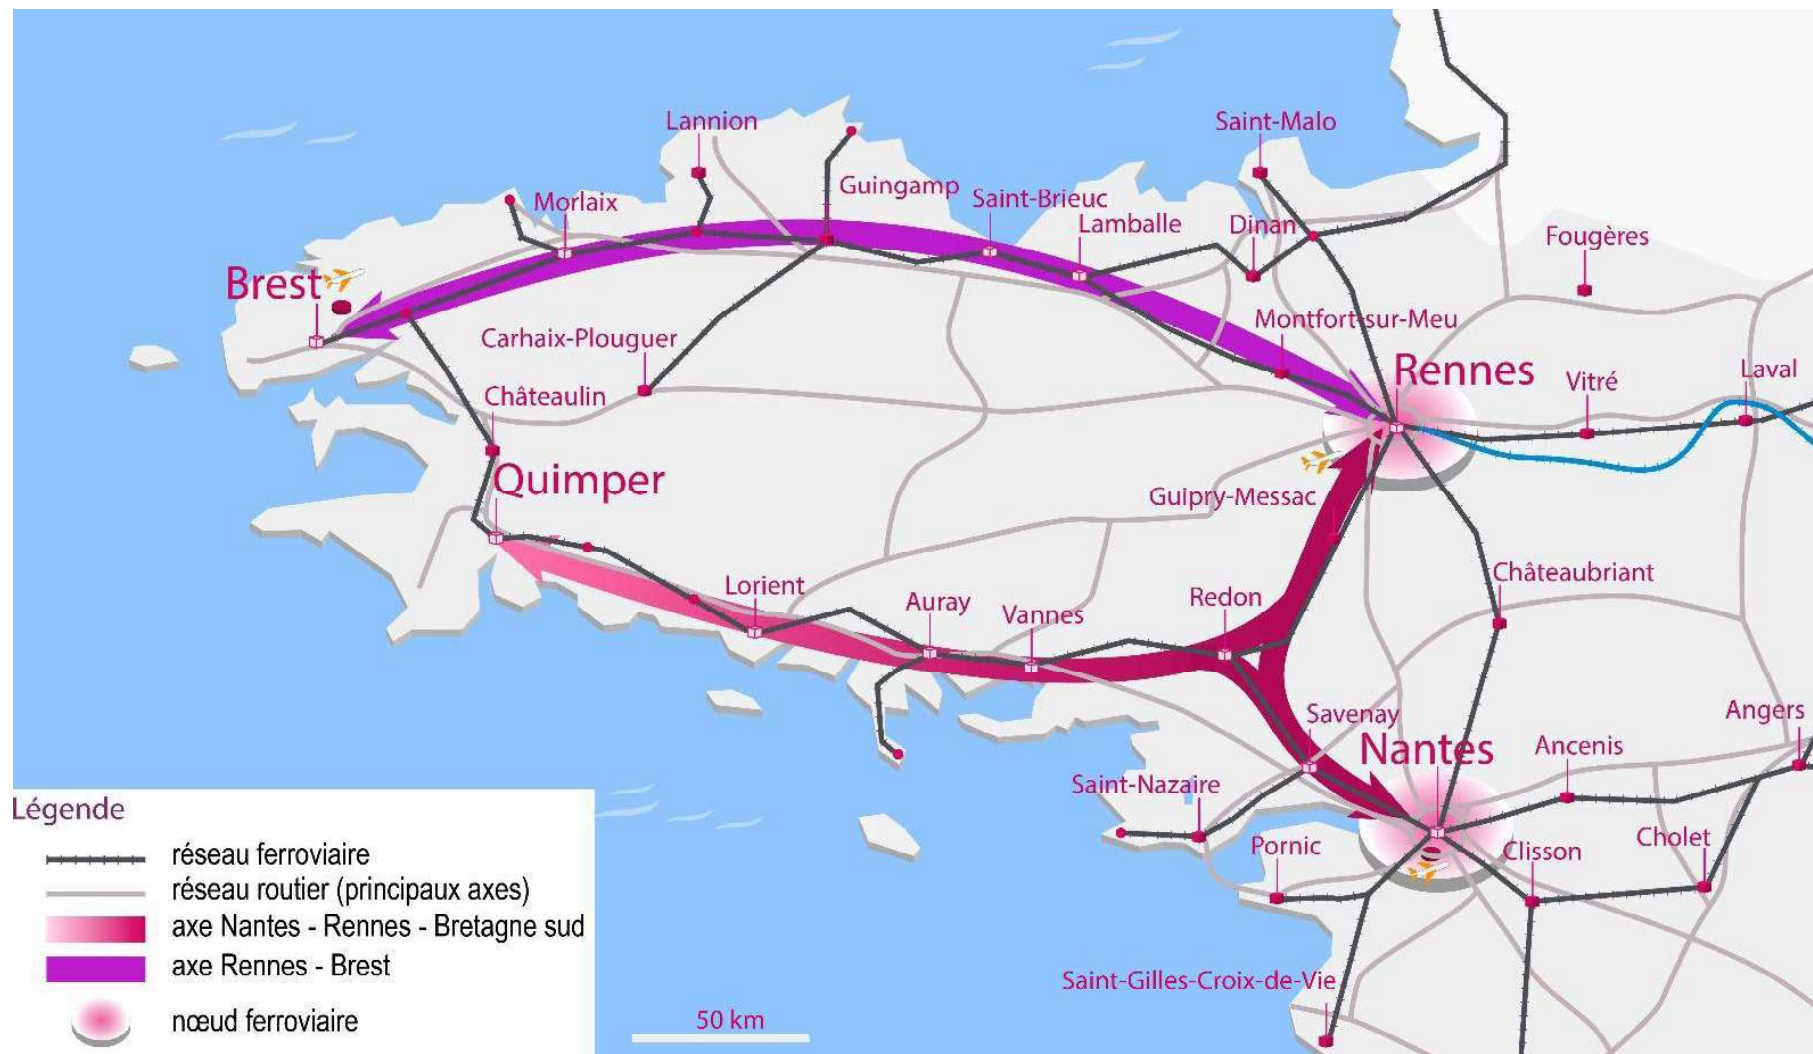 Lannion
Saint-Malo
Guingamp
Morlaix
Saint-Brieuc
Lamballe
Dinan
Fougères
Brest
Montfort-sur-Meu
Carhaix-Plouguer
Rennes
Vitré
Laval
Châteaulin
Quimper
Guipry-Messac
Châteaubriant
Lorient
Auray
Vannes
Redon
Savenay
Angers
Nantes
Ancenis
Saint-Nazaire
Pornic
Clisson
Cholet
Saint-Gilles-Croix-de-Vie
50 km
Légende
réseau ferroviaire
réseau routier (principaux axes)
axe Nantes - Rennes - Bretagne sud
axe Rennes - Brest
nœud ferroviaire